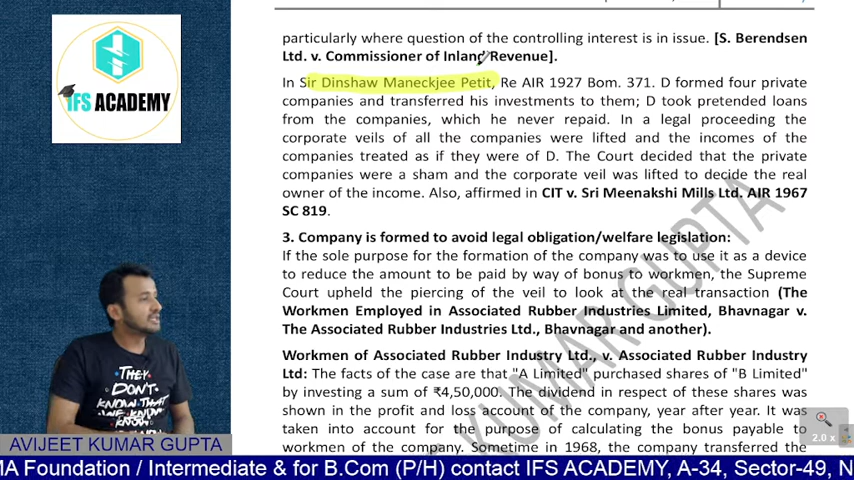 particularly where question of the controlling interest is in issue. [S. Berendsen
Ltd. v. Commissioner of Inland Revenue].
In Sir Dinshaw Maneckjee Petit, Re AIR 1927 Bom. 371. D formed four private
companies and transferred his investments to them; D took pretended loans
from the companies, which he never repaid. In a legal proceeding the
corporate veils of all the companies were lifted and the incomes of the
companies treated as if they were of D. The Court decided that the private
companies were a sham and the corporate veil was lifted to decide the real
owner of the income. Also, affirmed in CIT v. Sri Meenakshi Mills Ltd. AIR 1967
SC 819.
3. Company is formed to avoid legal obligation/welfare legislation:
If the sole purpose for the formation of the company was to use it as a device
to reduce the amount to be paid by way of bonus to workmen, the Supreme
Court upheld the piercing of the veil to look at the real transaction (The
Workmen Employed in Associated Rubber Industries Limited, Bhavnagar v.
The Associated Rubber Industries Ltd., Bhavnagar and another).
Workmen of Associated Rubber Industry Ltd., v. Associated Rubber Industry
Ltd: The facts of the case are that "A Limited" purchased shares of "B Limited"
by investing a sum of ₹4,50,000. The dividend in respect of these shares was
shown in the profit and loss account of the company, year after year. It was
taken into account for the purpose of calculating the bonus payable to
workmen of the company. Sometime in 1968, the company transferred the
KUMAR GUPTA
IFS ACADEMY
THEY
DON'T
KNOW THAT
WE KNOW
AVIJEET KUMAR GUPTA
2.0 x
MA Foundation / Intermediate & for B.Com (P/H) contact IFS ACADEMY, A-34, Sector-49, N